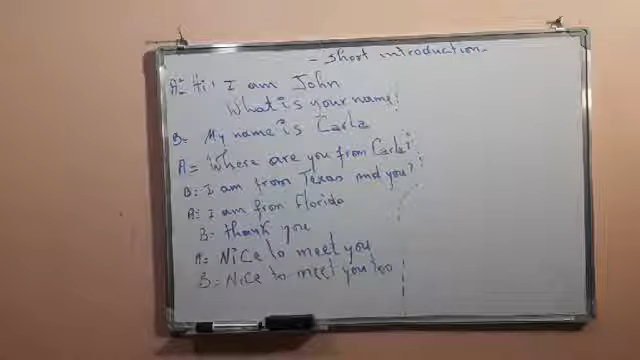 - Short introduction -
A= Hi! I am John
What is your name?
B= My name is Carla
A= Where are you from Carla?
B= I am from Texas and you?
A= I am from Florida
B= thank you
A= Nice to meet you
B= Nice to meet you too